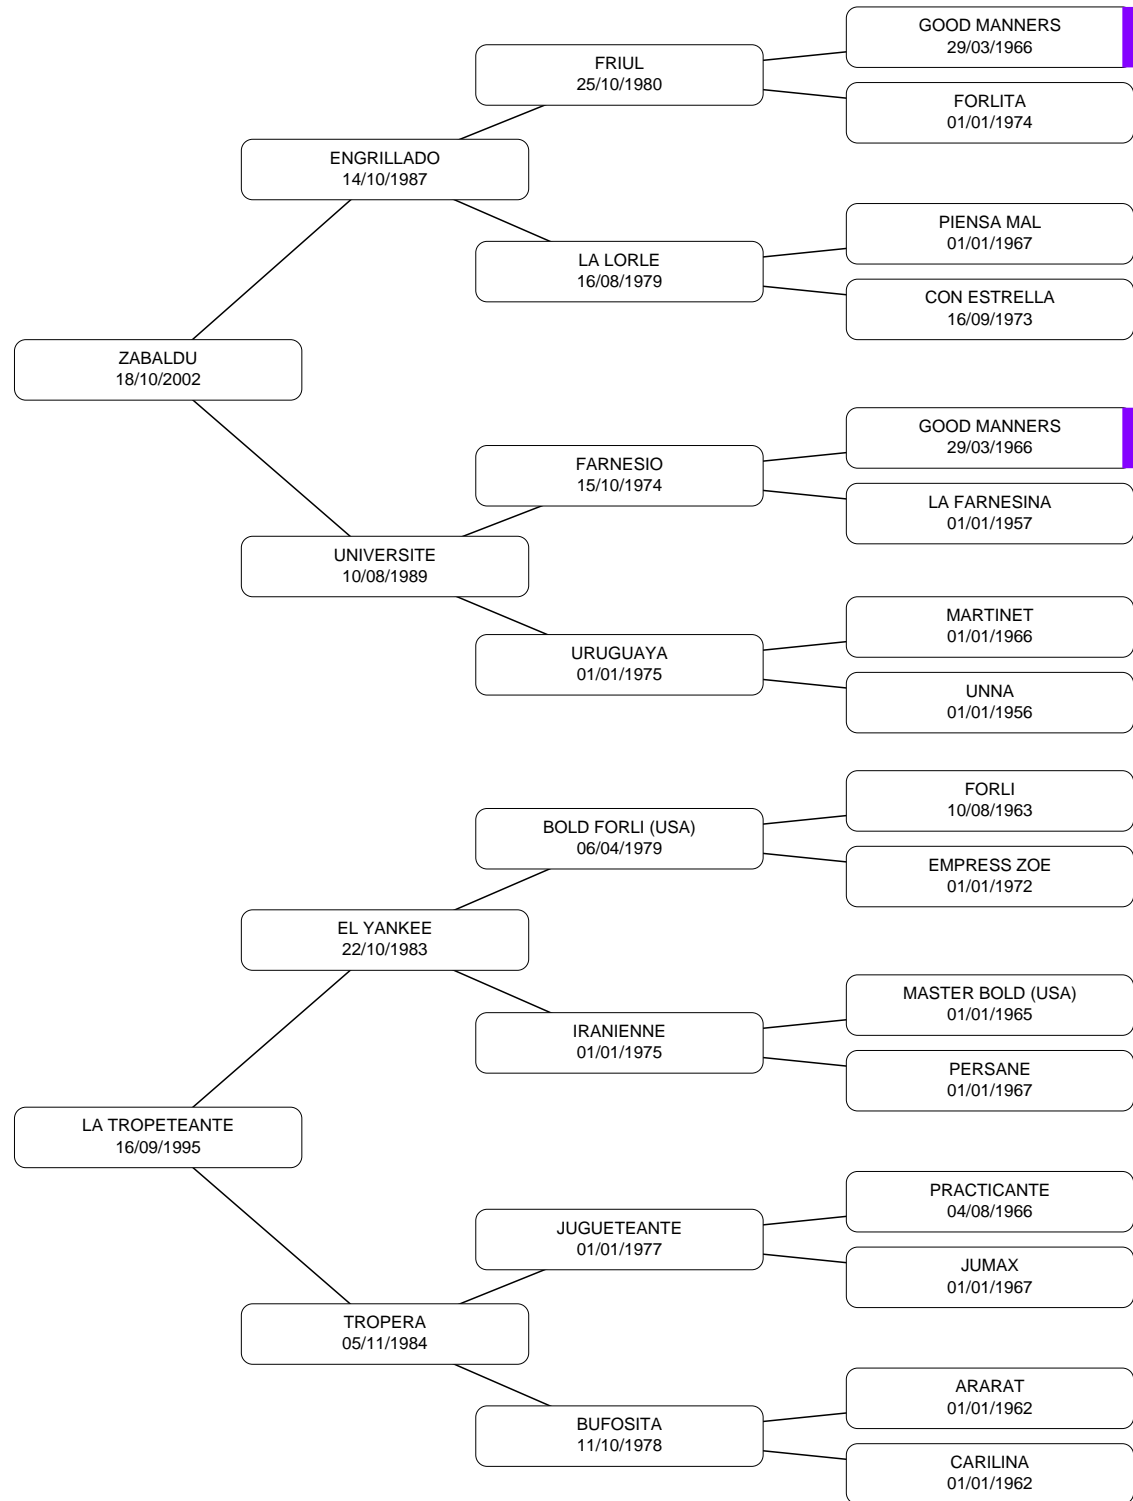 GOOD MANNERS
29/03/1966
FRIUL
25/10/1980
FORLITA
01/01/1974
ENGRILLADO
14/10/1987
PIENSA MAL
01/01/1967
LA LORLE
16/08/1979
CON ESTRELLA
16/09/1973
ZABALDU
18/10/2002
GOOD MANNERS
29/03/1966
FARNESIO
15/10/1974
LA FARNESINA
01/01/1957
UNIVERSITE
10/08/1989
MARTINET
01/01/1966
URUGUAYA
01/01/1975
UNNA
01/01/1956
FORLI
10/08/1963
BOLD FORLI (USA)
06/04/1979
EMPRESS ZOE
01/01/1972
EL YANKEE
22/10/1983
MASTER BOLD (USA)
01/01/1965
IRANIENNE
01/01/1975
PERSANE
01/01/1967
LA TROPETEANTE
16/09/1995
PRACTICANTE
04/08/1966
JUGUETEANTE
01/01/1977
JUMAX
01/01/1967
TROPERA
05/11/1984
ARARAT
01/01/1962
BUFOSITA
11/10/1978
CARILINA
01/01/1962